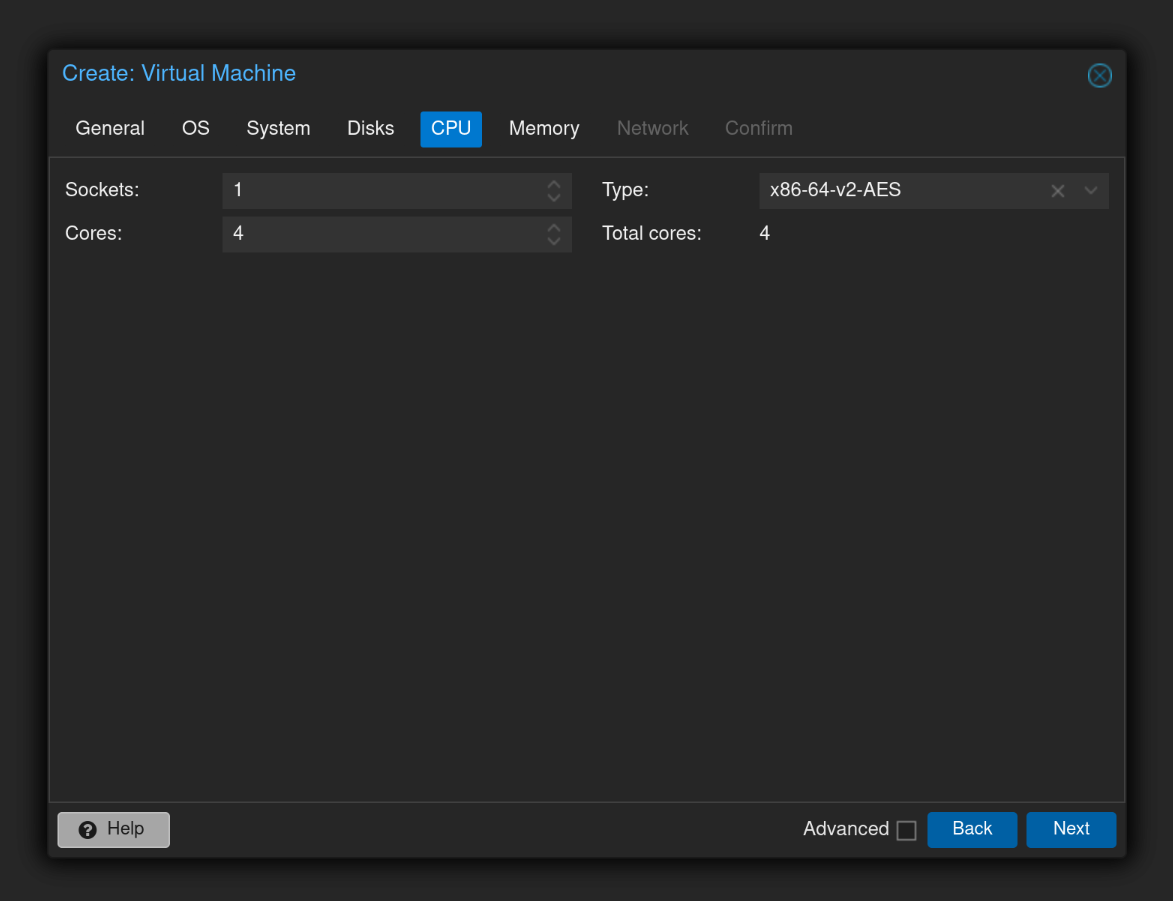 Create: Virtual Machine
General OS System Disks CPU Memory Network Confirm
Sockets: 1 Type: x86-64-v2-AES
Cores: 4 Total cores: 4
Help Advanced Back Next